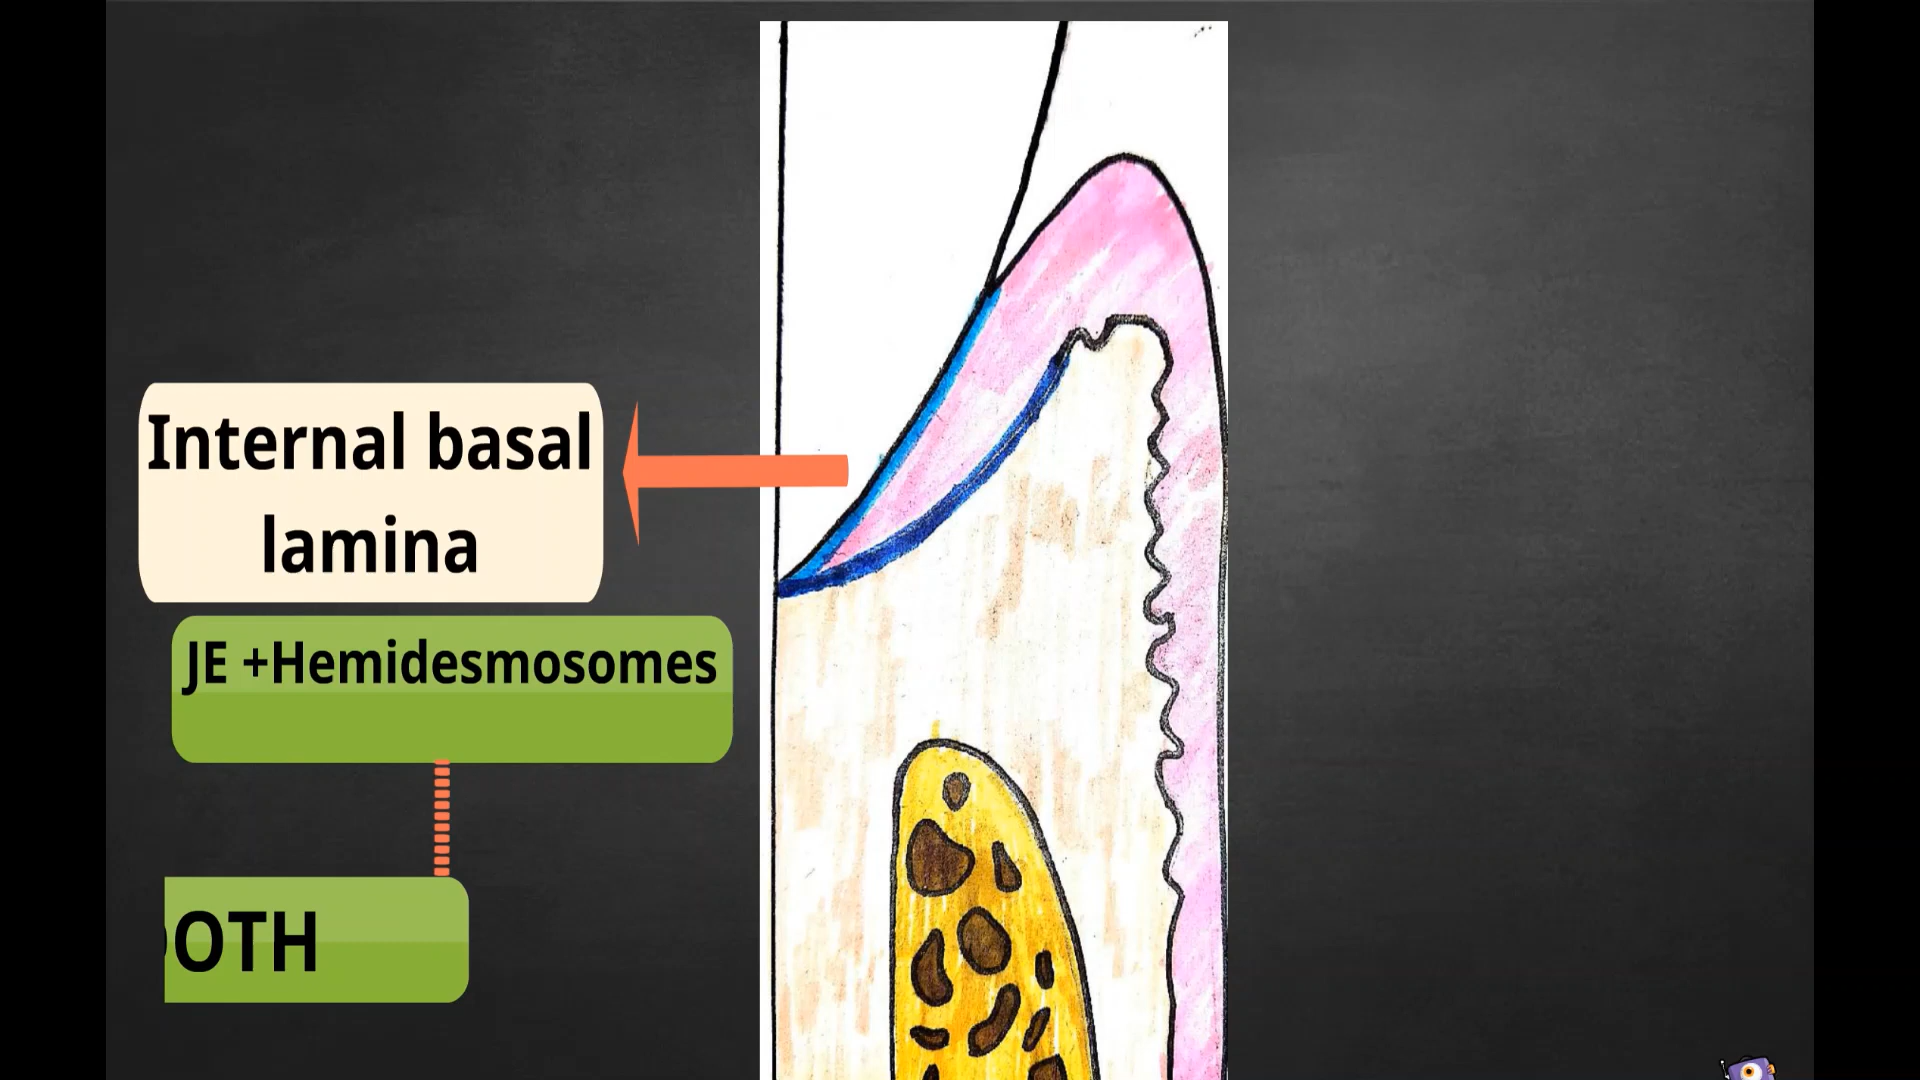 Internal basal
lamina
JE +Hemidesmosomes
OTH